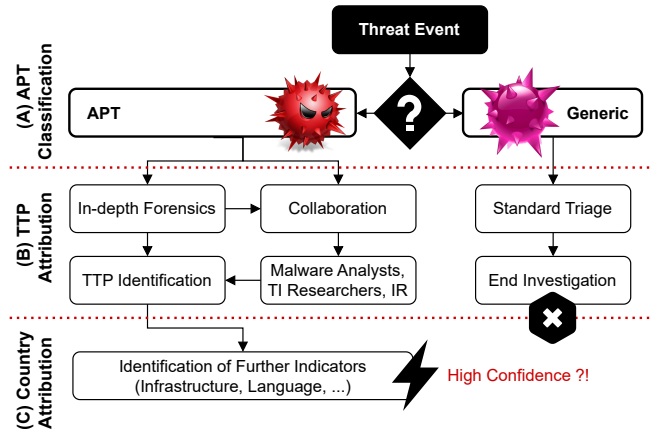 Threat Event
(A) APT
Classification
APT
?
Generic
(B) TTP
Attribution
In-depth Forensics
Collaboration
Standard Triage
TTP Identification
Malware Analysts,
TI Researchers, IR
End Investigation
(C) Country
Attribution
Identification of Further Indicators
(Infrastructure, Language, ...)
High Confidence ?!